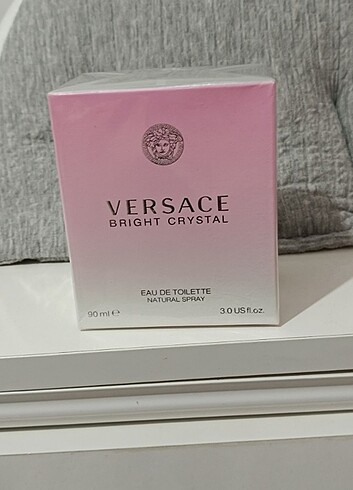 VERSACE
BRIGHT CRYSTAL
EAU DE TOILETTE
NATURAL SPRAY
90 ml ℮ 3.0 US fl.oz.